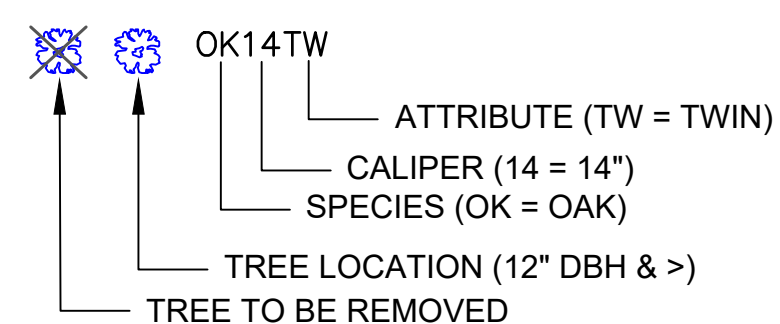 OK14TW
ATTRIBUTE (TW = TWIN)
CALIPER (14 = 14")
SPECIES (OK = OAK)
TREE LOCATION (12" DBH & >)
TREE TO BE REMOVED